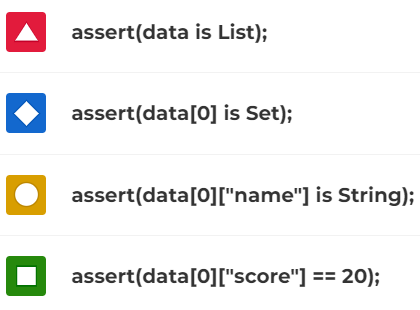 assert(data is List);
assert(data[0] is Set);
assert(data[0]["name"] is String);
assert(data[0]["score"] == 20);